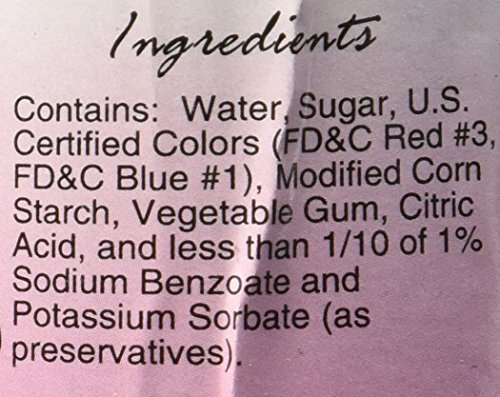 Ingredients
Contains: Water, Sugar, U.S.
Certified Colors (FD&C Red #3,
FD&C Blue #1), Modified Corn
Starch, Vegetable Gum, Citric
Acid, and less than 1/10 of 1%
Sodium Benzoate and
Potassium Sorbate (as
preservatives).